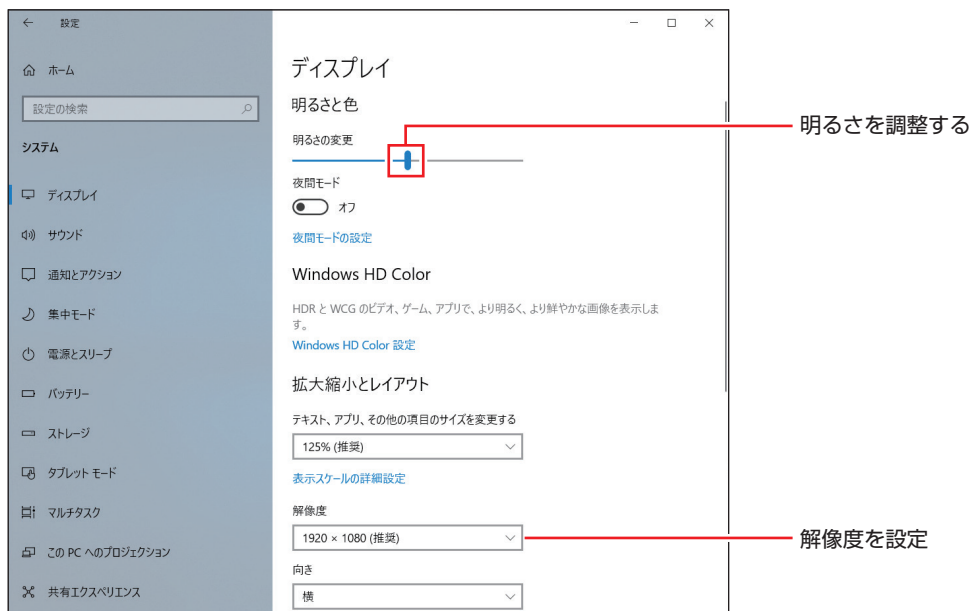 設定
ホーム
設定の検索
システム
ディスプレイ
サウンド
通知とアクション
集中モード
電源とスリープ
バッテリー
ストレージ
タブレット モード
マルチタスク
この PC へのプロジェクション
共有エクスペリエンス
ディスプレイ
明るさと色
明るさの変更
夜間モード
オフ
夜間モードの設定
Windows HD Color
HDR と WCG のビデオ、ゲーム、アプリで、より明るく、より鮮やかな画像を表示しま
す。
Windows HD Color 設定
拡大縮小とレイアウト
テキスト、アプリ、その他の項目のサイズを変更する
125% (推奨)
表示スケールの詳細設定
解像度
1920 × 1080 (推奨)
向き
横
明るさを調整する
解像度を設定